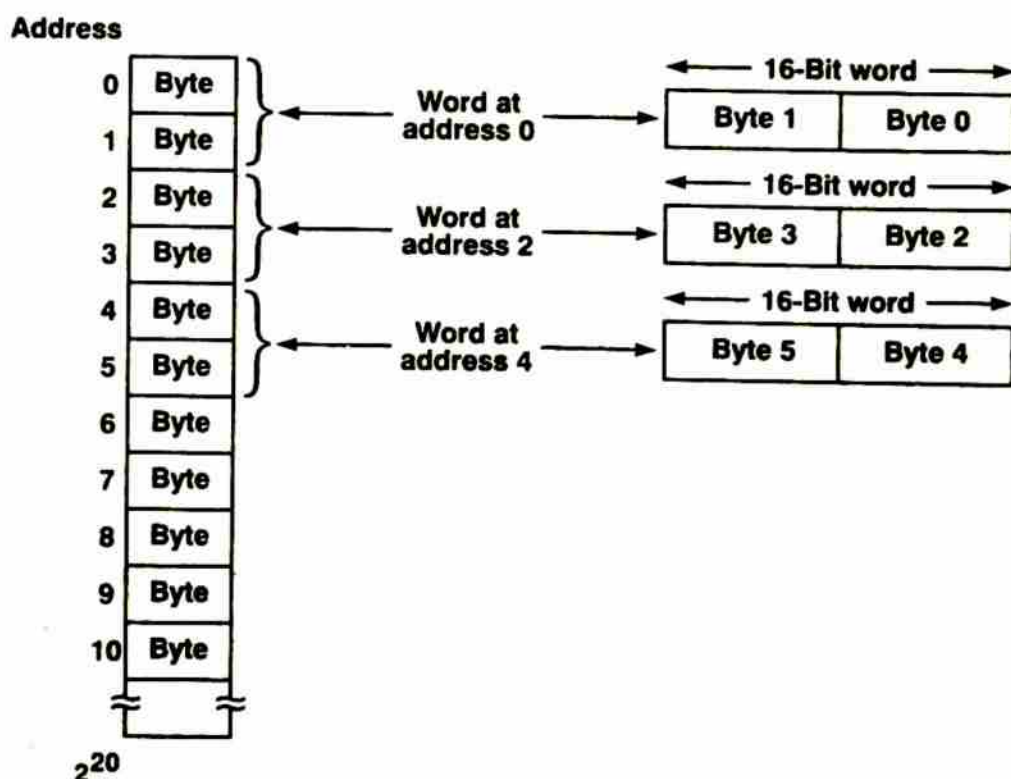 Address
0 Byte
1 Byte
2 Byte
3 Byte
4 Byte
5 Byte
6 Byte
7 Byte
8 Byte
9 Byte
10 Byte
2^20
Word at
address 0
Word at
address 2
Word at
address 4
16-Bit word
Byte 1 Byte 0
16-Bit word
Byte 3 Byte 2
16-Bit word
Byte 5 Byte 4